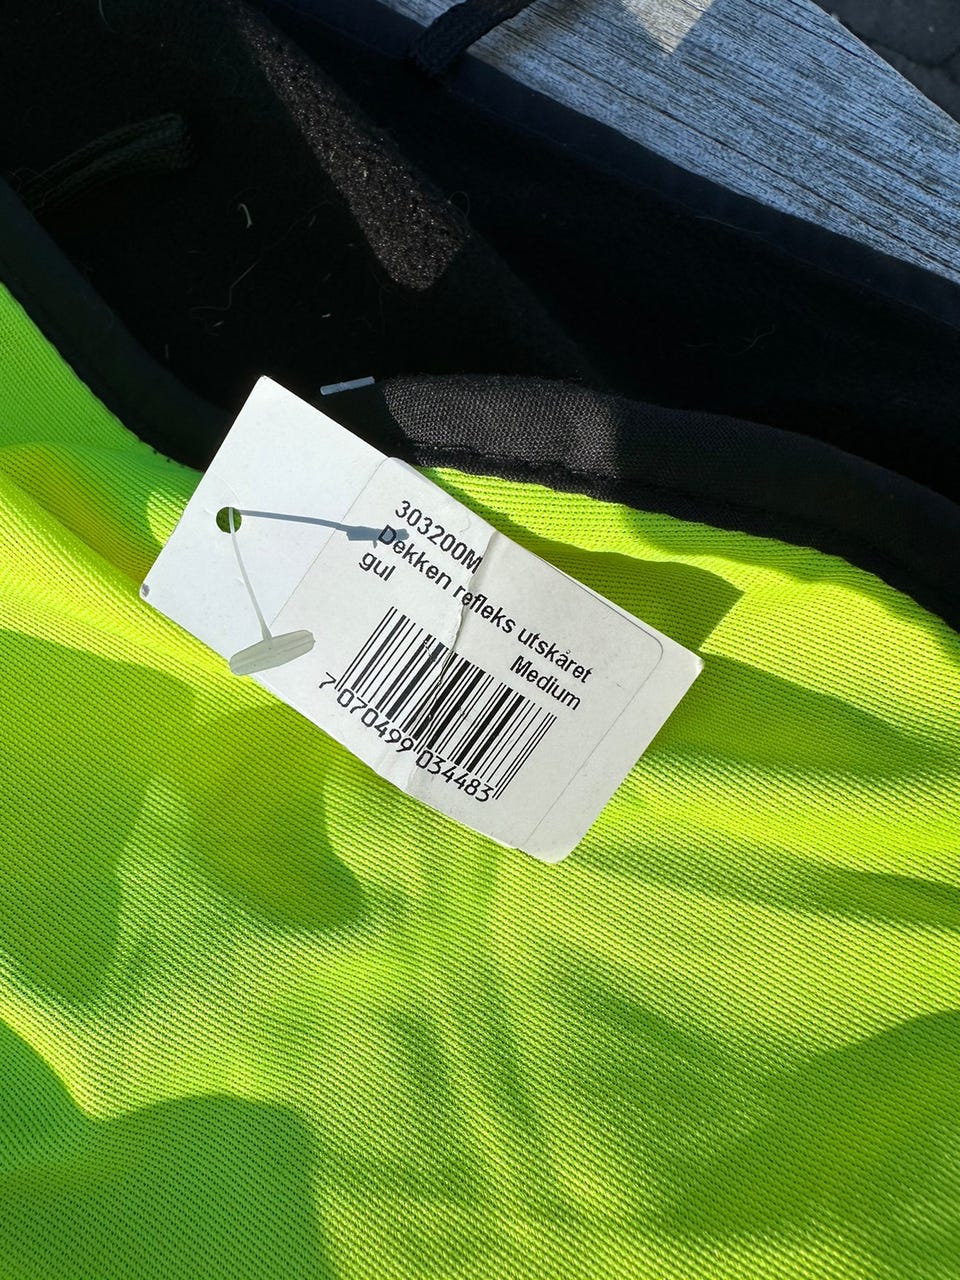 303200M
Dekken refleks utskåret
gul
Medium
7 070499 034483